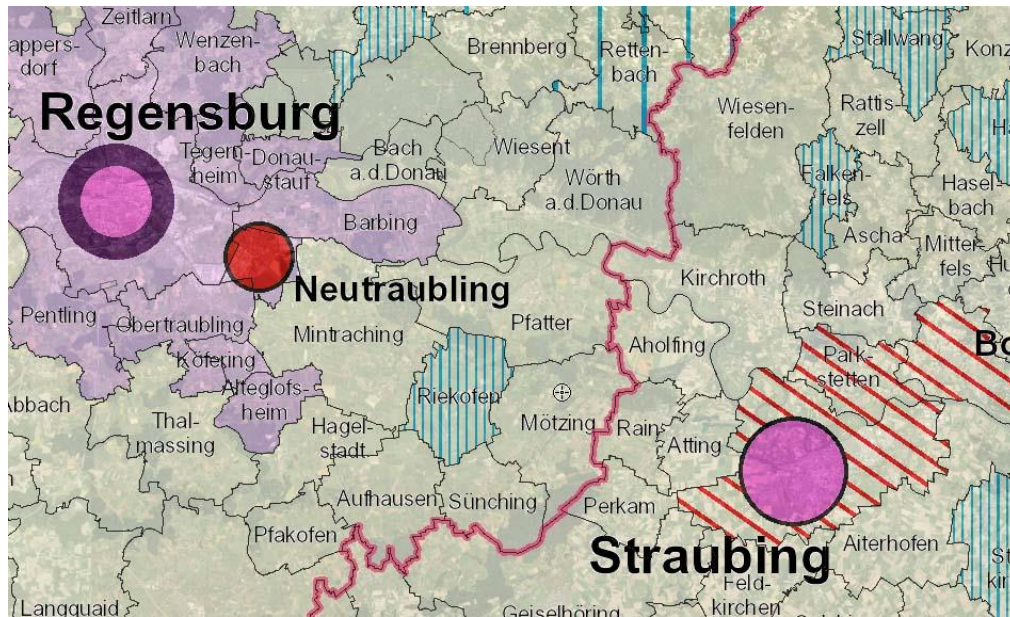 Zeitlarn
Wenzen-
bach
Brennberg
Retten-
bach
Stallwang
dorf
Regensburg
Wiesen-
felden
Rattis
zell
Tegern-
heim
Donau-
stauf
Bach
a.d.Donau
Wiesent
Wörth
a.d.Donau
Falken-
fels
Hasel-
bach
Barbing
Ascha
Mitter-
fels
Neutraubling
Kirchroth
Pentling
Obertraubling
Mintraching
Pfatter
Steinach
Köfering
Aholfing
Park-
stetten
Alteglofs-
heim
Riekofen
Thal-
massing
Hagel-
stadt
Mötzing
Rain
Atting
Aufhausen
Sünching
Perkam
Pfakofen
Straubing
Aiterhofen
Feld-
kirchen
Langquaid
Geiselhöring